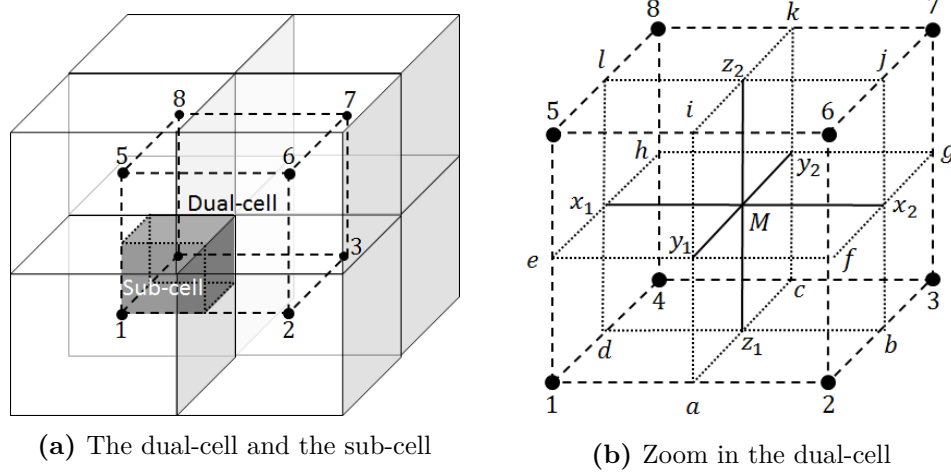 8
7
5
6
Dual-cell
3
Sub-cell
1
2
(a) The dual-cell and the sub-cell
8
k
7
l
z₂
j
5
i
6
h
g
y₂
x₁
x₂
M
y₁
e
f
4
c
3
d
z₁
b
1
a
2
(b) Zoom in the dual-cell